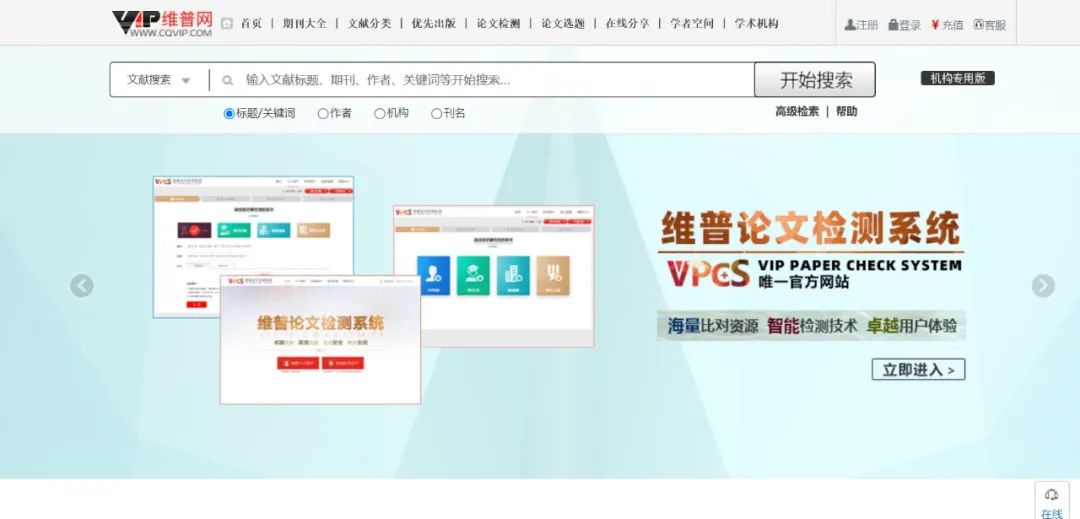 VIP 维普网
WWW.CQVIP.COM
首页 | 期刊大全 | 文献分类 | 优先出版 | 论文检测 | 论文选题 | 在线分享 | 学者空间 | 学术机构
注册 登录 ¥ 充值 客服
文献搜索 输入文献标题、期刊、作者、关键词等开始搜索... 开始搜索 机构专用版
标题/关键词 作者 机构 刊名
高级检索 | 帮助
VPCS
VPCS
维普论文检测系统
维普论文检测系统
VPCS VIP PAPER CHECK SYSTEM
唯一官方网站
海量比对资源 智能检测技术 卓越用户体验
立即进入 >
在线